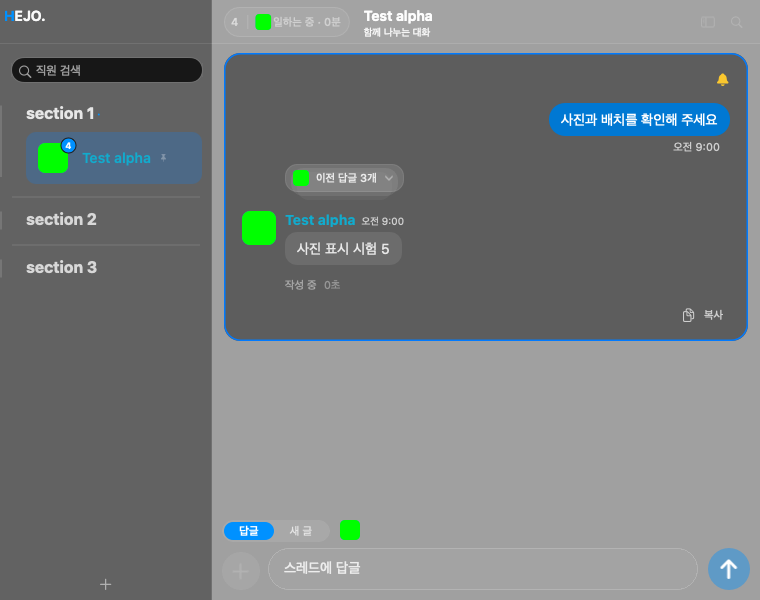 HEJO.
직원 검색
section 1
4
Test alpha
section 2
section 3
4 일하는 중 · 0분
Test alpha
함께 나누는 대화
사진과 배치를 확인해 주세요
오전 9:00
이전 답글 3개
Test alpha 오전 9:00
사진 표시 시험 5
작성 중 0초
복사
답글 새 글
스레드에 답글